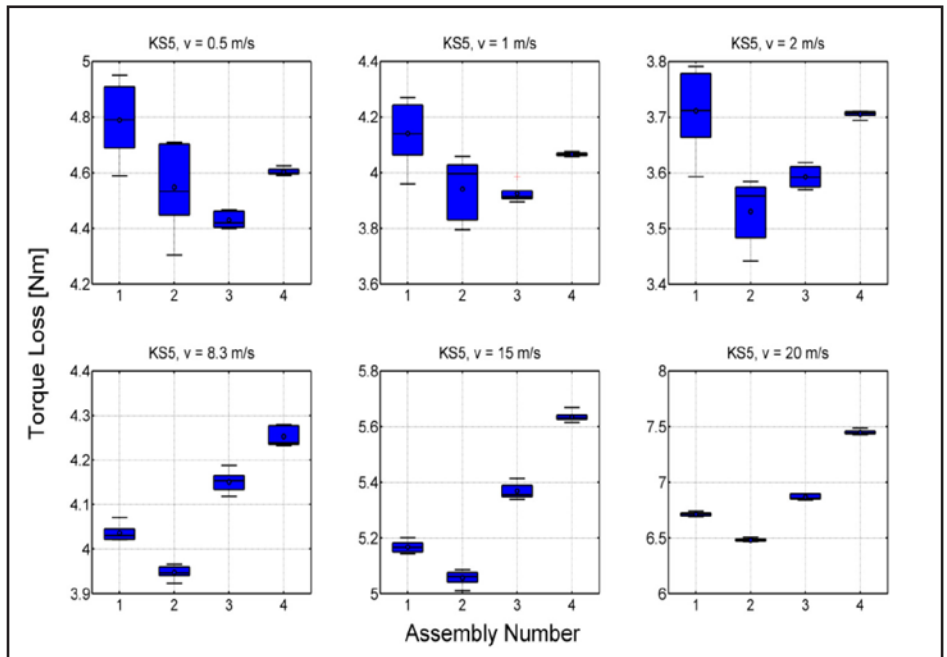 KS5, v = 0.5 m/s
5
4.8
4.6
4.4
4.2
1 2 3 4
KS5, v = 1 m/s
4.4
4.2
4
3.8
3.6
1 2 3 4
KS5, v = 2 m/s
3.8
3.7
3.6
3.5
3.4
1 2 3 4
Torque Loss [Nm]
KS5, v = 8.3 m/s
4.4
4.3
4.2
4.1
4
3.9
1 2 3 4
KS5, v = 15 m/s
5.8
5.6
5.4
5.2
5
1 2 3 4
KS5, v = 20 m/s
8
7.5
7
6.5
6
1 2 3 4
Assembly Number